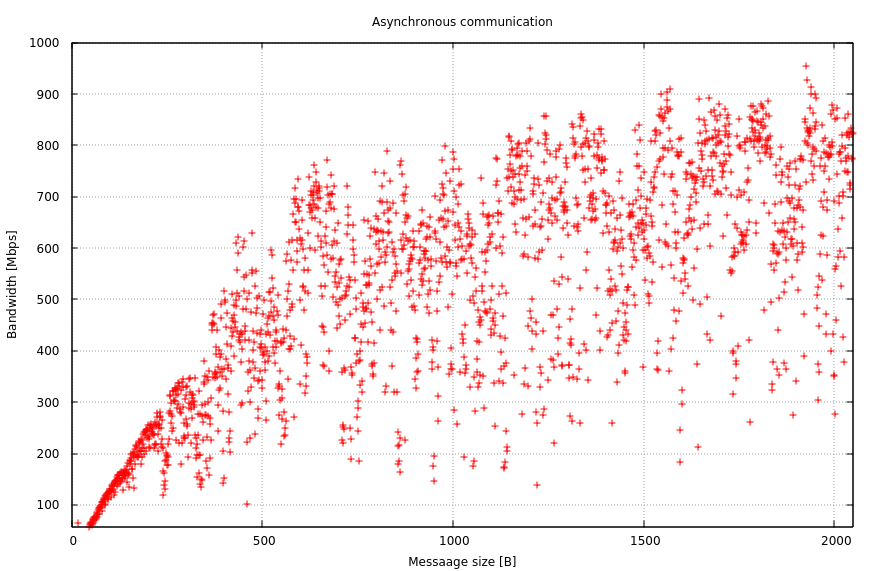 Asynchronous communication
1000
900
800
700
600
500
400
300
200
100
Bandwidth [Mbps]
0 500 1000 1500 2000
Messaage size [B]